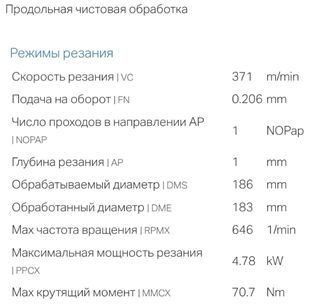 Продольная чистовая обработка
Режимы резания
Скорость резания | VC 371 m/min
Подача на оборот | FN 0.206 mm
Число проходов в направлении AP
| NOPAP 1 NOPap
Глубина резания | AP 1 mm
Обрабатываемый диаметр | DMS 186 mm
Обработанный диаметр | DME 183 mm
Мах частота вращения | RPMX 646 1/min
Максимальная мощность резания
| PPCX 4.78 kW
Мах крутящий момент | MMCX 70.7 Nm